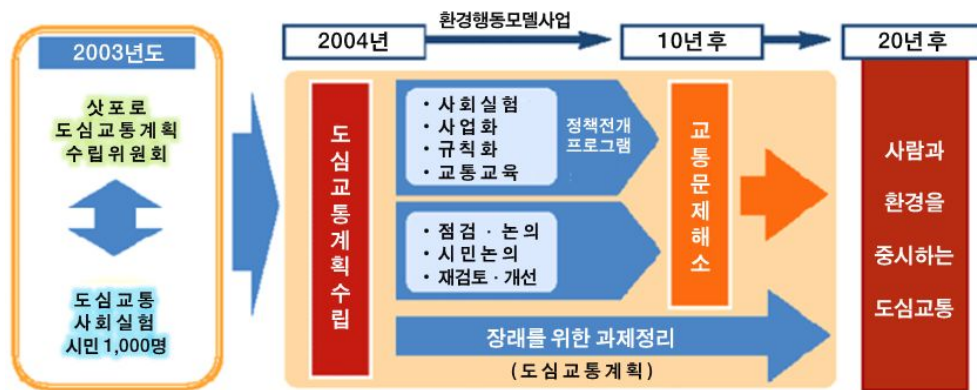 2003년도
삿포로
도심교통계획
수립위원회
도심교통
사회실험
시민 1,000명
환경행동모델사업
2004년
10년 후
20년 후
도심교통계획수립
· 사회실험
· 사업화
· 규칙화
· 교통교육
정책전개
프로그램
· 점검 · 논의
· 시민논의
· 재검토 · 개선
교통문제해소
장래를 위한 과제정리
(도심교통계획)
사람과
환경을
중시하는
도심교통